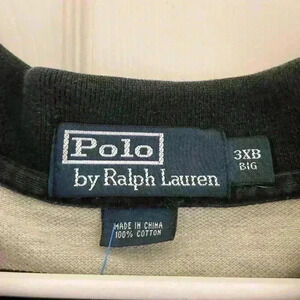 Polo
by Ralph Lauren
3XB
BIG
MADE IN CHINA
100% COTTON